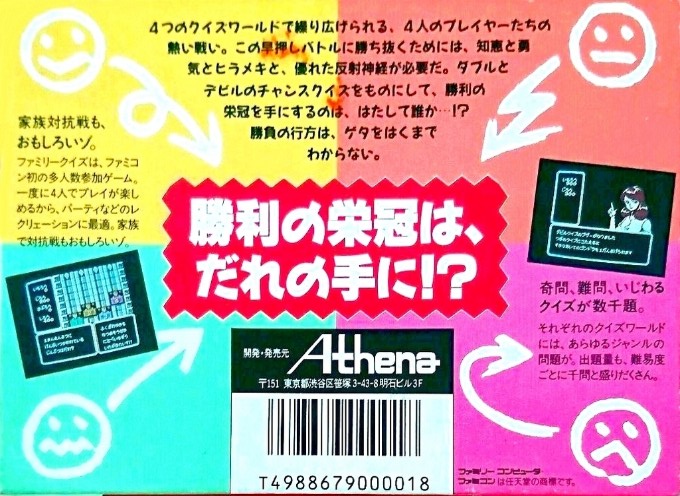 4つのクイズワールドで繰り広げられる、4人のプレイヤーたちの
熱い戦い。この早押しバトルに勝ち抜くためには、知恵と勇
気とヒラメキと、優れた反射神経が必要だ。ダブルと
デビルのチャンスクイズをものにして、勝利の
栄冠を手にするのは、はたして誰か…!?
勝負の行方は、ゲタをはくまで
わからない。
家族対抗戦も、
おもしろいゾ。
ファミリークイズは、ファミコ
ン初の多人数参加ゲーム。
一度に4人でプレイが楽し
めるから、パーティなどのレ
クリェーションに最適。家族
で対抗戦もおもしろいゾ。
勝利の栄冠は、
だれの手に!?
奇問、難問、いじわる
クイズが数千題。
それぞれのクイズワールド
には、あらゆるジャンルの
問題が。出題量も、難易度
ごとに千問と盛りだくさん。
開発・発売元 Athena
〒151 東京都渋谷区笹塚3-43-8明石ビル3F
T4988679000018
ファミリーコンピュータ
ファミコンは任天堂の商標です。